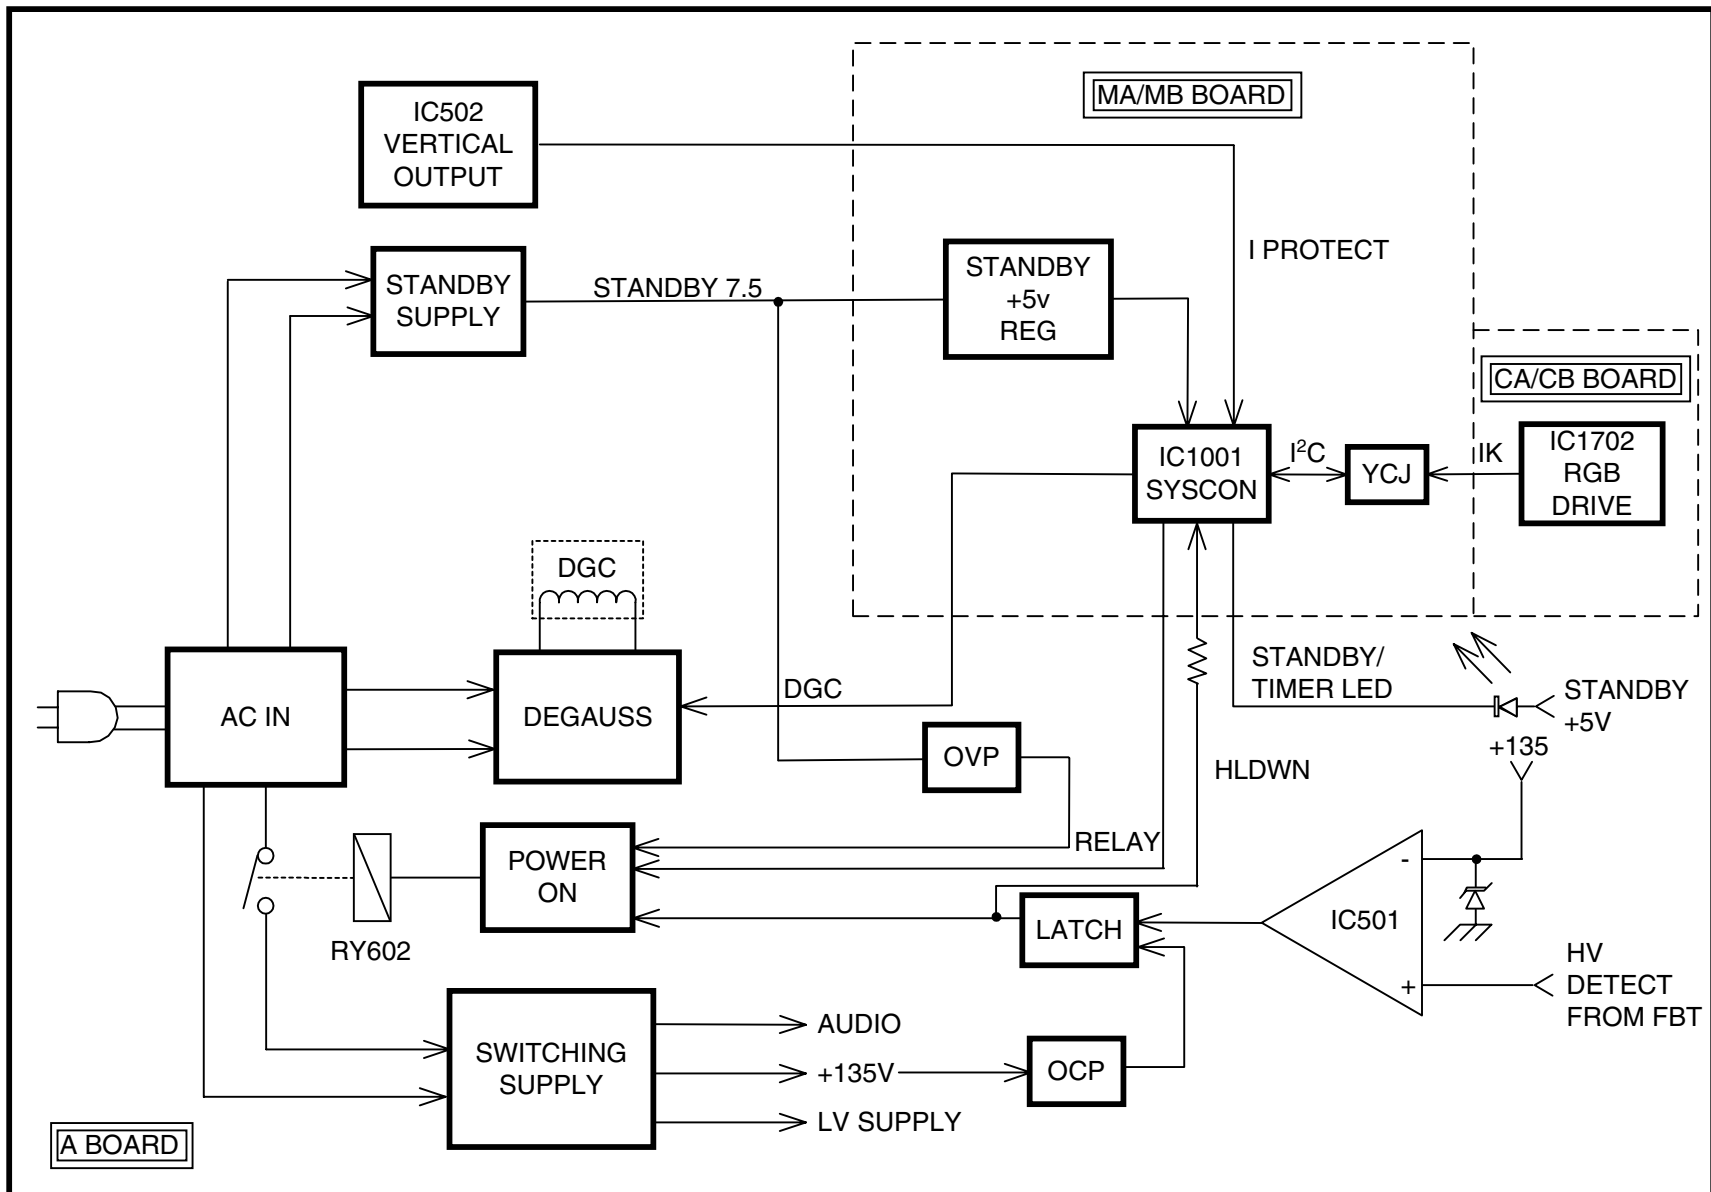 MA/MB BOARD
IC502
VERTICAL
OUTPUT
I PROTECT
STANDBY
SUPPLY
STANDBY 7.5
STANDBY
+5v
REG
CA/CB BOARD
IC1001
SYSCON
I²C
YCJ
IK
IC1702
RGB
DRIVE
DGC
AC IN
DEGAUSS
DGC
STANDBY/
TIMER LED
STANDBY
+5V
OVP
HLDWN
+135
RELAY
POWER
ON
RY602
LATCH
IC501
-
+
HV
DETECT
FROM FBT
SWITCHING
SUPPLY
AUDIO
+135V
OCP
LV SUPPLY
A BOARD